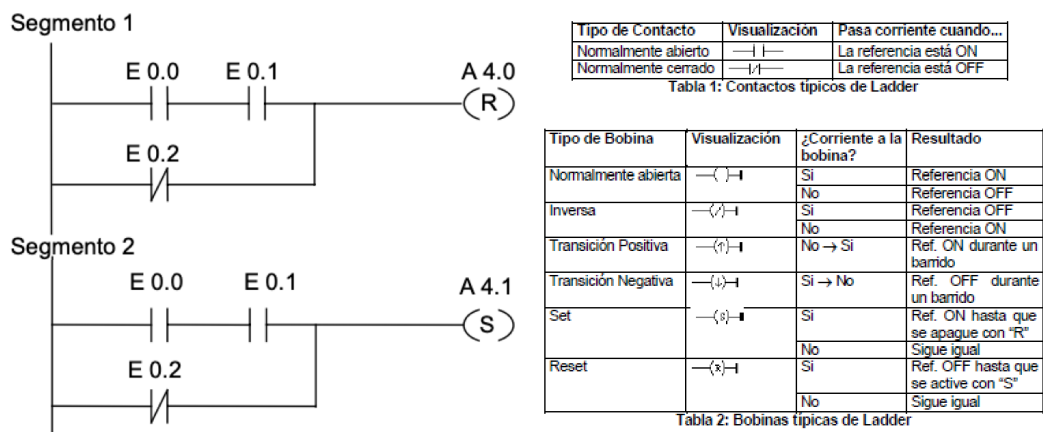 Segmento 1
E 0.0 E 0.1 A 4.0
R
E 0.2
Segmento 2
E 0.0 E 0.1 A 4.1
S
E 0.2
Tipo de Contacto Visualización Pasa corriente cuando...
Normalmente abierto La referencia está ON
Normalmente cerrado La referencia está OFF
Tabla 1: Contactos típicos de Ladder
Tipo de Bobina Visualización ¿Corriente a la Resultado
bobina?
Normalmente abierta Si Referencia ON
No Referencia OFF
Inversa Si Referencia OFF
No Referencia ON
Transición Positiva No → Si Ref. ON durante un
barrido
Transición Negativa Si → No Ref. OFF durante
un barrido
Set S Si Ref. ON hasta que
se apague con "R"
No Sigue igual
Reset R Si Ref. OFF hasta que
se active con "S"
No Sigue igual
Tabla 2: Bobinas típicas de Ladder